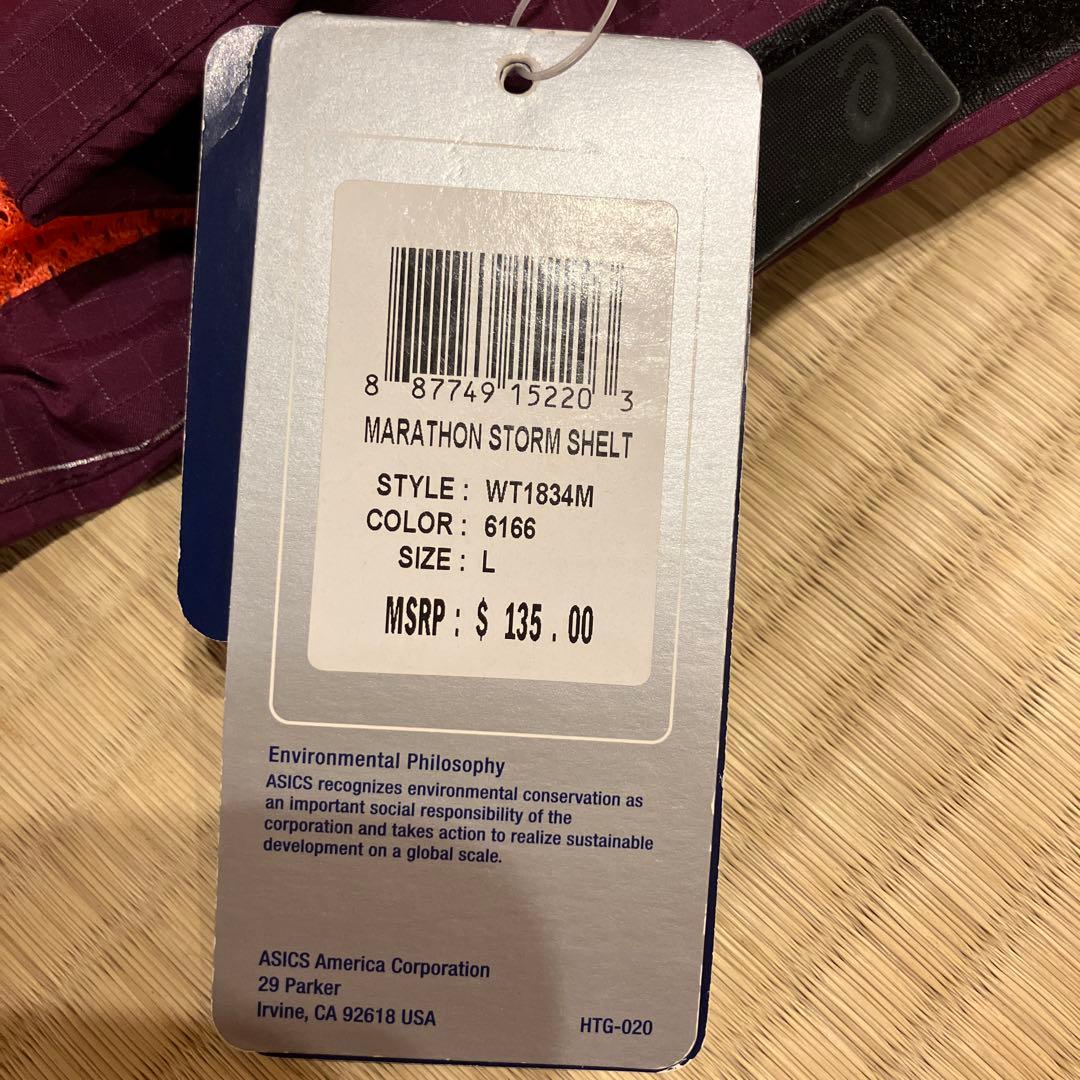 8 87749 15220 3
MARATHON STORM SHELT
STYLE : WT1834M
COLOR : 6166
SIZE : L
MSRP : $ 135 . 00
Environmental Philosophy
ASICS recognizes environmental conservation as
an important social responsibility of the
corporation and takes action to realize sustainable
development on a global scale.
ASICS America Corporation
29 Parker
Irvine, CA 92618 USA
HTG-020